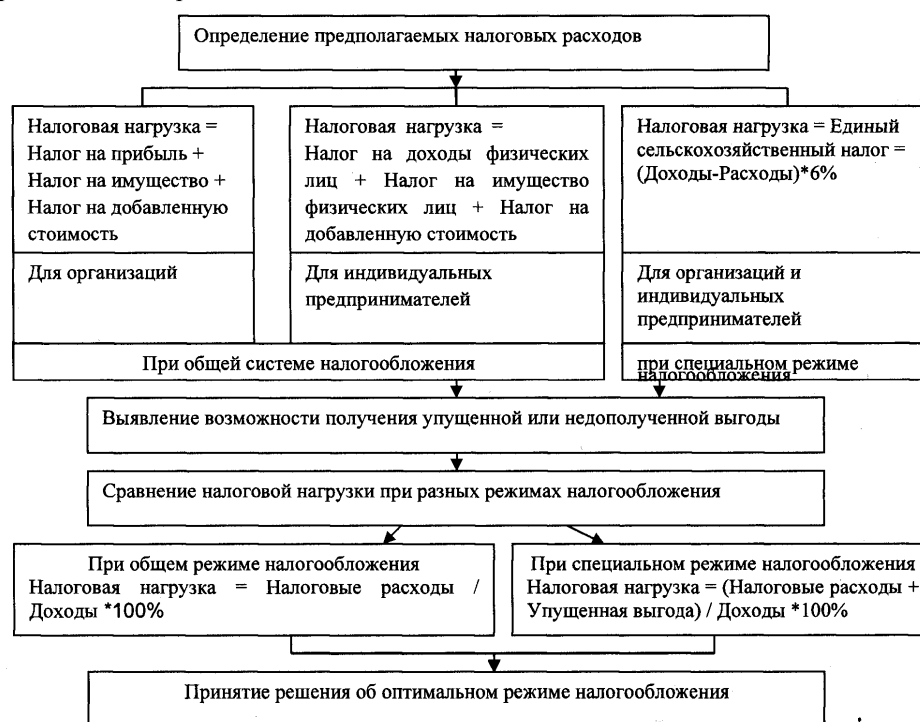 Определение предполагаемых налоговых расходов
Налоговая нагрузка =
Налог на прибыль +
Налог на имущество +
Налог на добавленную
стоимость
Налоговая нагрузка =
Налог на доходы физических
лиц + Налог на имущество
физических лиц + Налог на
добавленную стоимость
Налоговая нагрузка = Единый
сельскохозяйственный налог =
(Доходы-Расходы)*6%
Для организаций
Для индивидуальных
предпринимателей
Для организаций и
индивидуальных
предпринимателей
При общей системе налогообложения
при специальном режиме
налогообложения
Выявление возможности получения упущенной или недополученной выгоды
Сравнение налоговой нагрузки при разных режимах налогообложения
При общем режиме налогообложения
Налоговая нагрузка = Налоговые расходы /
Доходы *100%
При специальном режиме налогообложения
Налоговая нагрузка = (Налоговые расходы +
Упущенная выгода) / Доходы *100%
Принятие решения об оптимальном режиме налогообложения